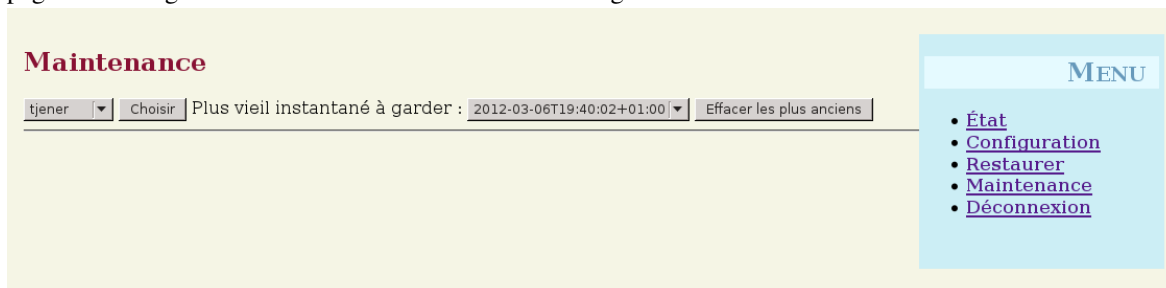 Maintenance
tjener Choisir Plus vieil instantané à garder : 2012-03-06T19:40:02+01:00 Effacer les plus anciens
MENU
État
Configuration
Restaurer
Maintenance
Déconnexion